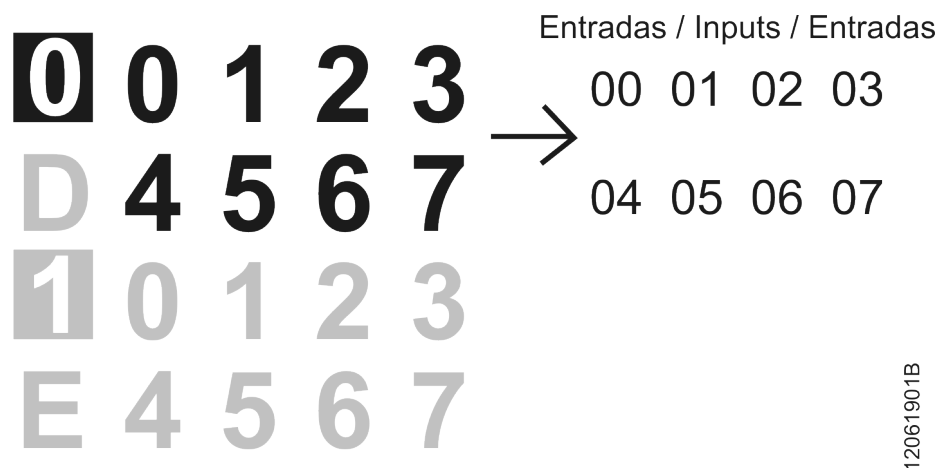 Entradas / Inputs / Entradas
0 0 1 2 3
D 4 5 6 7
1 0 1 2 3
E 4 5 6 7
00 01 02 03
04 05 06 07
12061901B